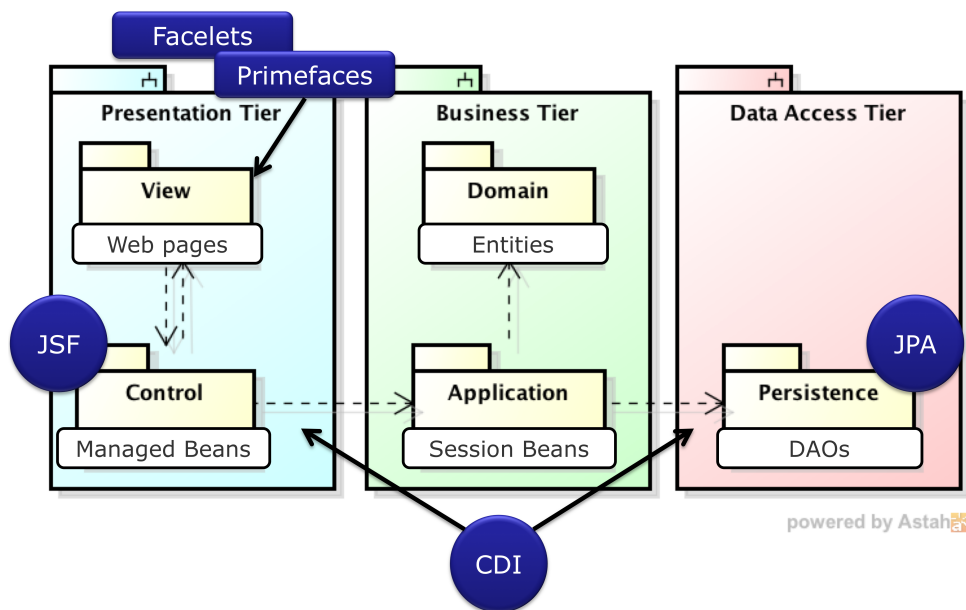 Facelets
Primefaces
Presentation Tier
Business Tier
Data Access Tier
View
Domain
Web pages
Entities
JSF
JPA
Control
Application
Persistence
Managed Beans
Session Beans
DAOs
powered by Astah
CDI